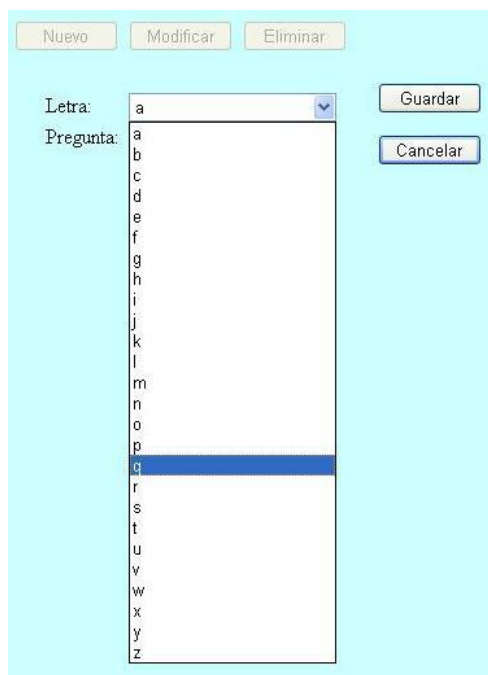 Nuevo Modificar Eliminar
Letra: a Guardar
Pregunta: Cancelar
a
b
c
d
e
f
g
h
i
j
k
l
m
n
o
p
q
r
s
t
u
v
w
x
y
z